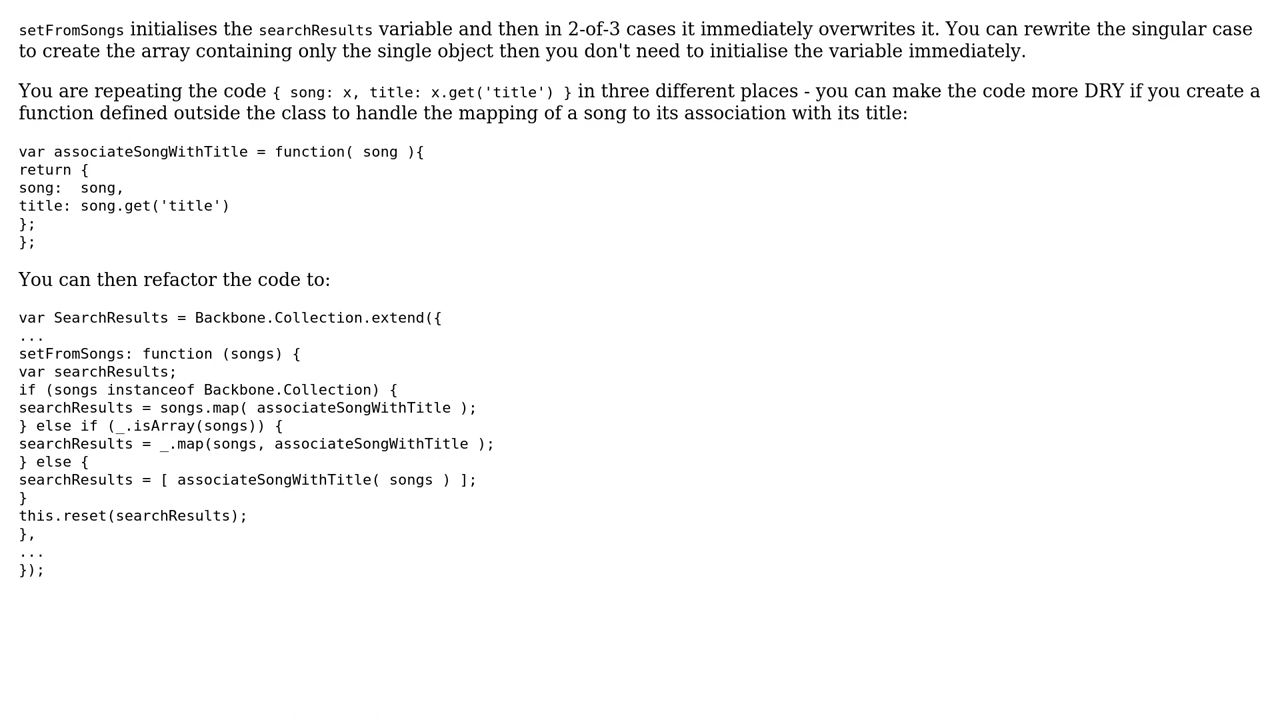 setFromSongs initialises the searchResults variable and then in 2-of-3 cases it immediately overwrites it. You can rewrite the singular case
to create the array containing only the single object then you don't need to initialise the variable immediately.
You are repeating the code { song: x, title: x.get('title') } in three different places - you can make the code more DRY if you create a
function defined outside the class to handle the mapping of a song to its association with its title:
var associateSongWithTitle = function( song ){
return {
song:  song,
title: song.get('title')
};
};
You can then refactor the code to:
var SearchResults = Backbone.Collection.extend({
...
setFromSongs: function (songs) {
var searchResults;
if (songs instanceof Backbone.Collection) {
searchResults = songs.map( associateSongWithTitle );
} else if (_.isArray(songs)) {
searchResults = _.map(songs, associateSongWithTitle );
} else {
searchResults = [ associateSongWithTitle( songs ) ];
}
this.reset(searchResults);
},
...
});